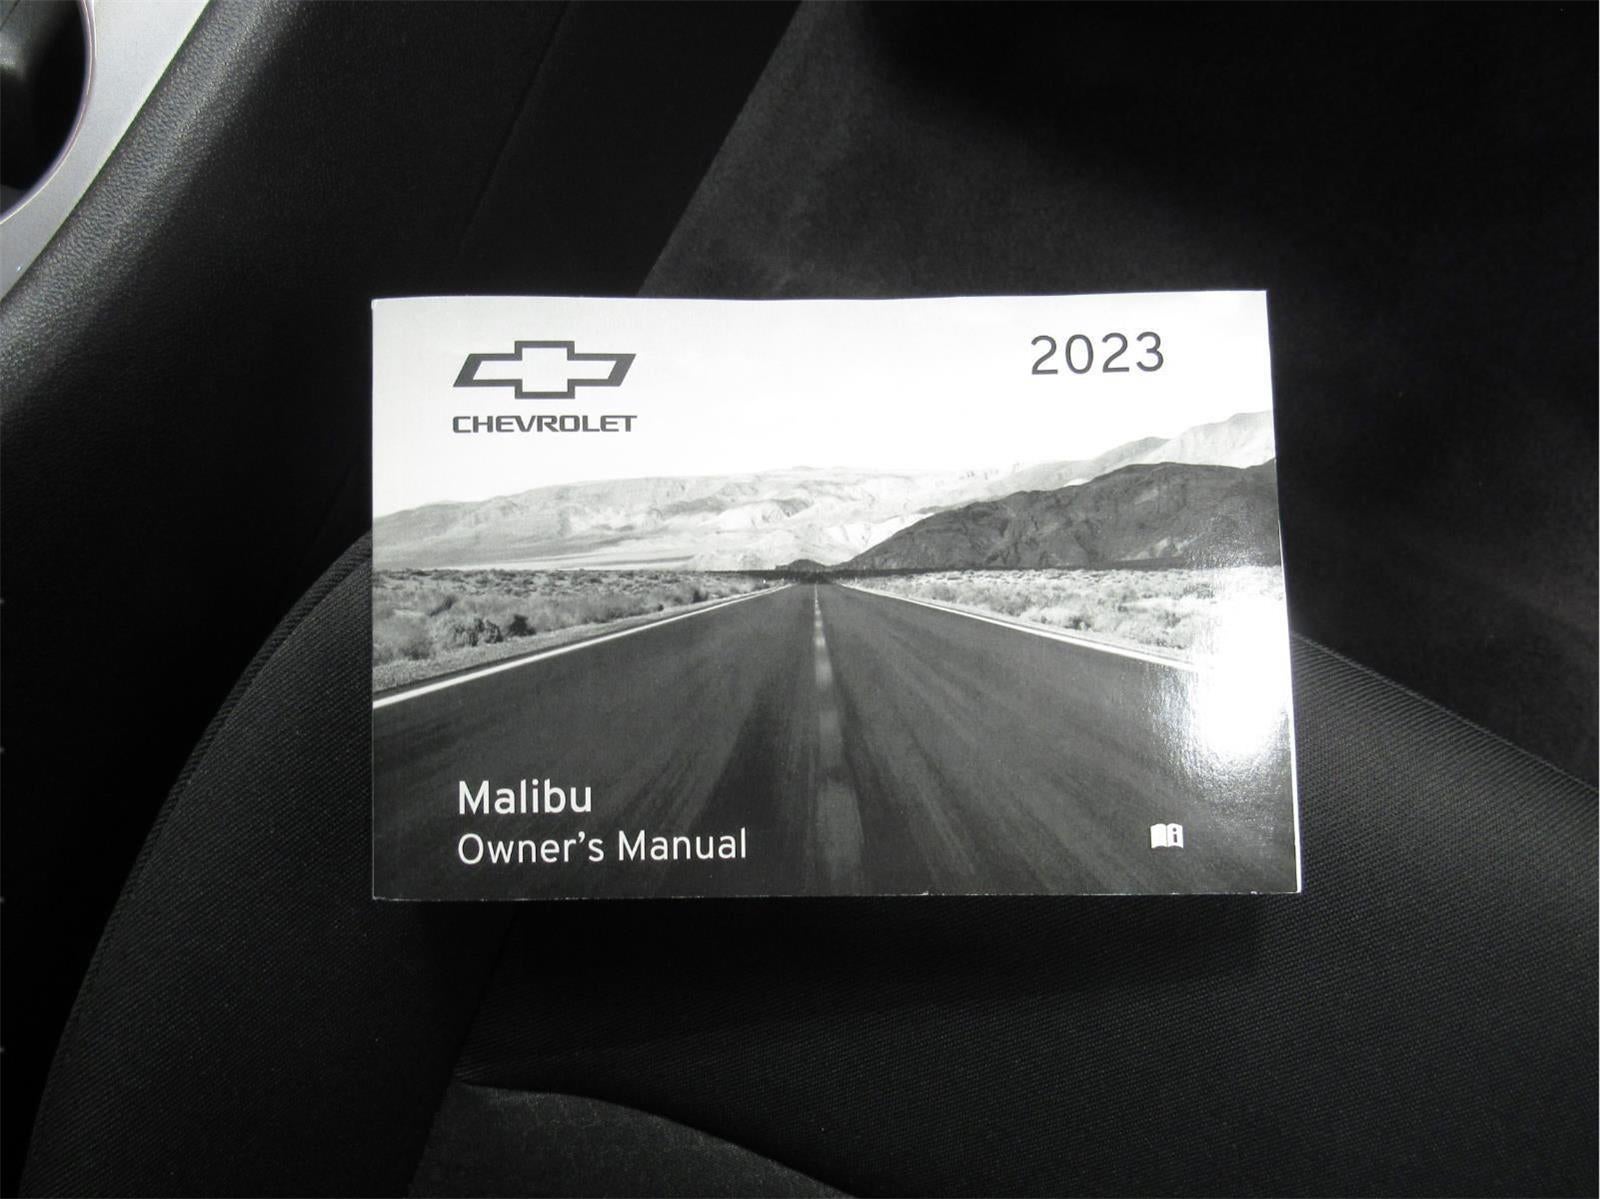 CHEVROLET
2023
Malibu
Owner's Manual